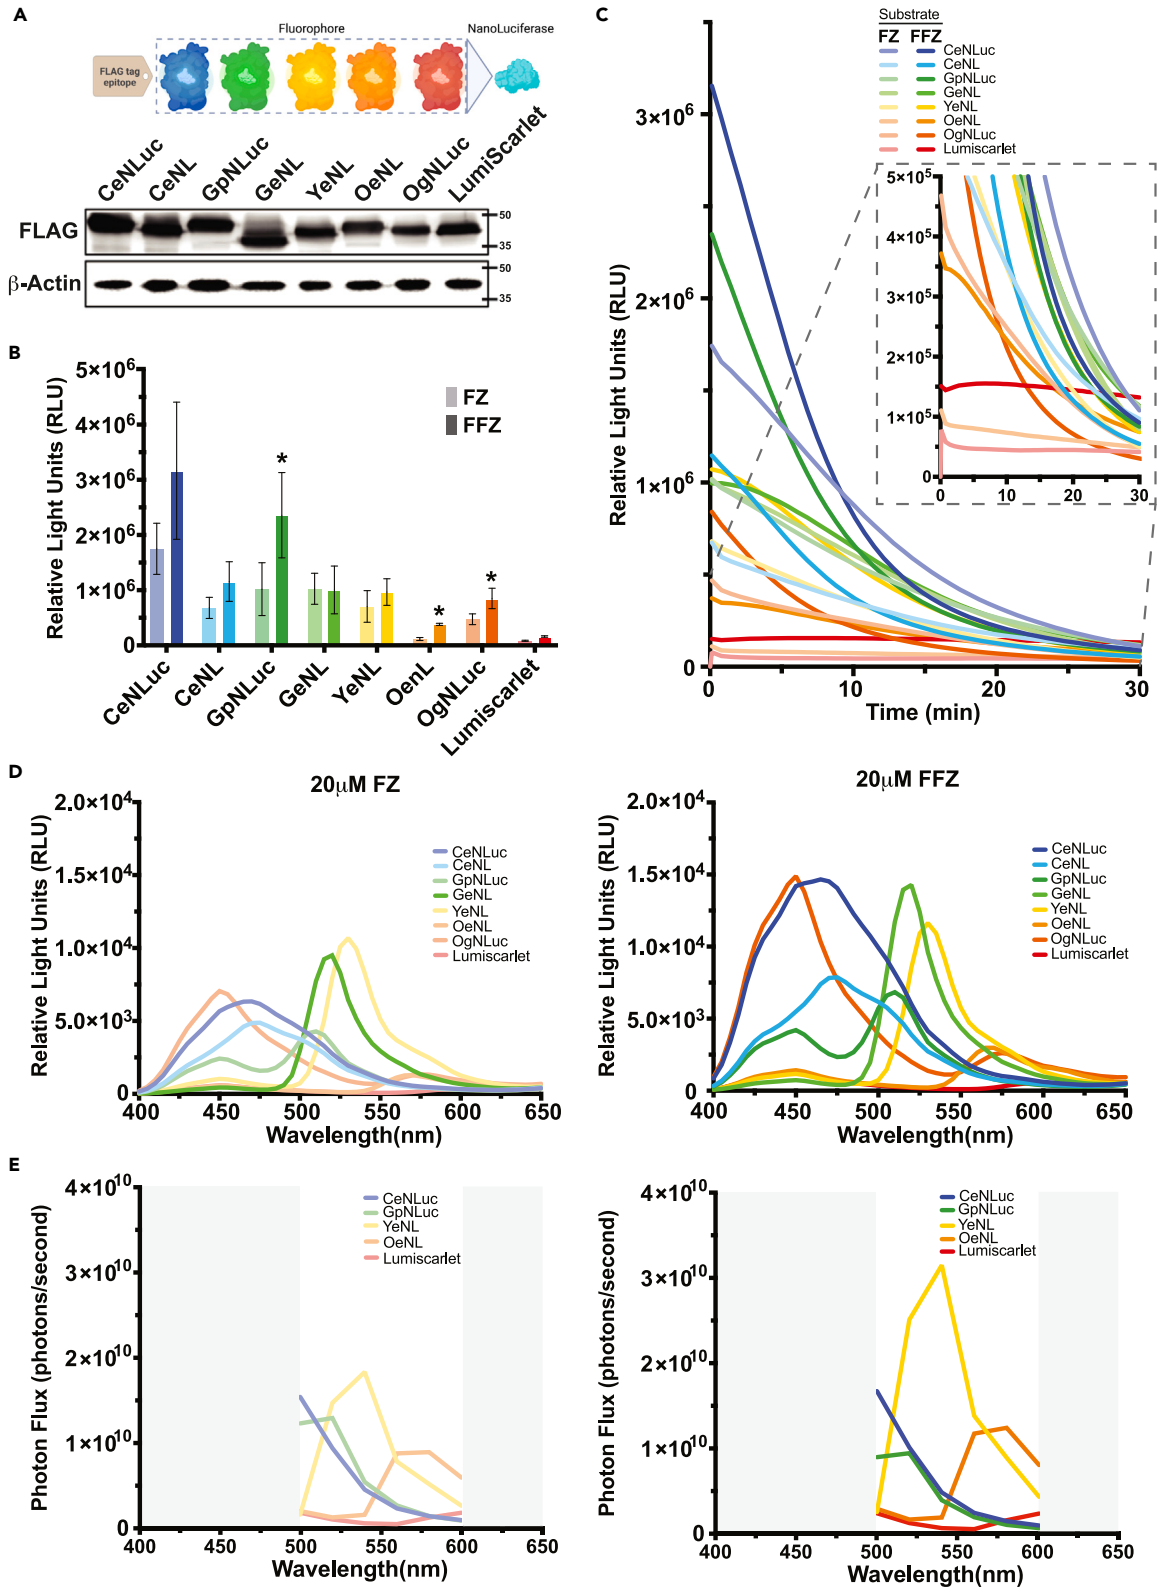 A
Fluorophore
NanoLuciferase
FLAG tag
epitope
CeNLuc
CeNL
GpNLuc
GeNL
YeNL
OeNL
OgNLuc
LumiScarlet
FLAG
50
35
β-Actin
50
35
B
Relative Light Units (RLU)
5×10⁶
4×10⁶
3×10⁶
2×10⁶
1×10⁶
0
FZ
FFZ
*
*
*
CeNLuc
CeNL
GpNLuc
GeNL
YeNL
OenL
OgNLuc
Lumiscarlet
C
Substrate
FZ FFZ
CeNLuc
CeNL
GpNLuc
GeNL
YeNL
OeNL
OgNLuc
Lumiscarlet
Relative Light Units (RLU)
3×10⁶
2×10⁶
1×10⁶
0
0 10 20 30
Time (min)
5×10⁵
4×10⁵
3×10⁵
2×10⁵
1×10⁵
0
0 10 20 30
D
20μM FZ
Relative Light Units (RLU)
2.0×10⁴
1.5×10⁴
1.0×10⁴
5.0×10³
0
CeNLuc
CeNL
GpNLuc
GeNL
YeNL
OeNL
OgNLuc
Lumiscarlet
400 450 500 550 600 650
Wavelength(nm)
20μM FFZ
Relative Light Units (RLU)
2.0×10⁴
1.5×10⁴
1.0×10⁴
5.0×10³
0
CeNLuc
CeNL
GpNLuc
GeNL
YeNL
OeNL
OgNLuc
Lumiscarlet
400 450 500 550 600 650
Wavelength(nm)
E
Photon Flux (photons/second)
4×10¹⁰
3×10¹⁰
2×10¹⁰
1×10¹⁰
0
CeNLuc
GpNLuc
YeNL
OeNL
Lumiscarlet
400 450 500 550 600 650
Wavelength(nm)
Photon Flux (photons/second)
4×10¹⁰
3×10¹⁰
2×10¹⁰
1×10¹⁰
0
CeNLuc
GpNLuc
YeNL
OeNL
Lumiscarlet
400 450 500 550 600 650
Wavelength(nm)